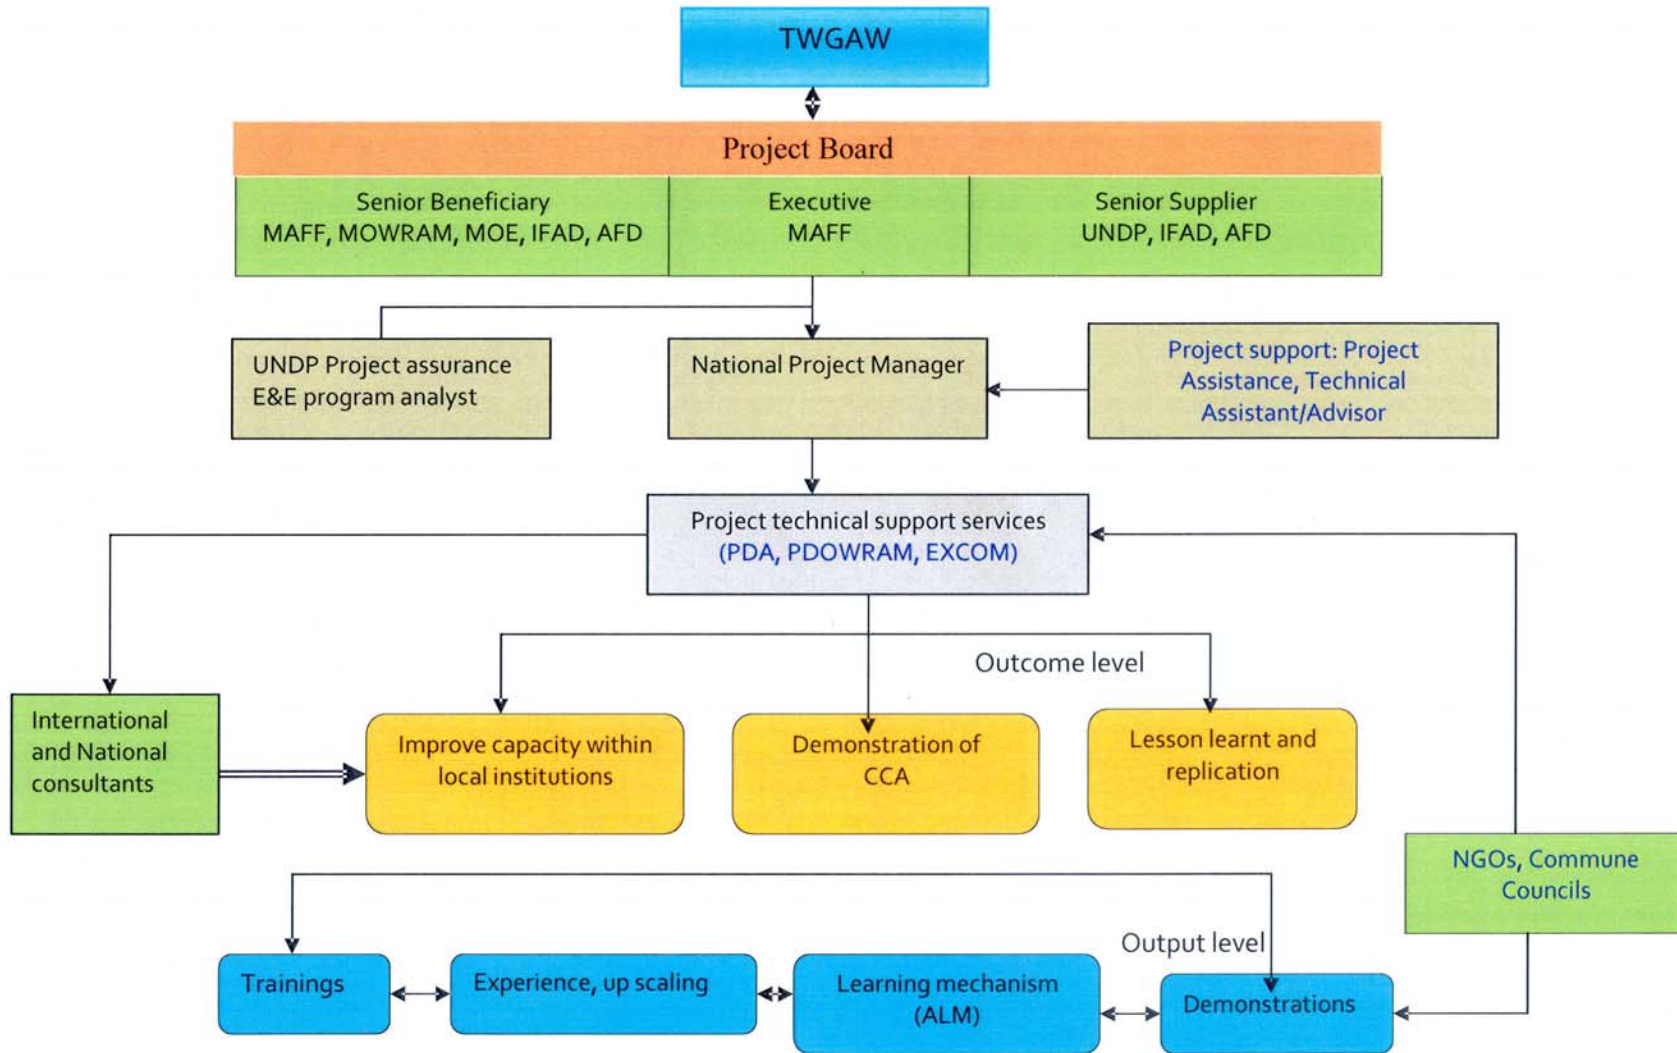 TWGAW
Project Board
Senior Beneficiary
MAFF, MOWRAM, MOE, IFAD, AFD
Executive
MAFF
Senior Supplier
UNDP, IFAD, AFD
UNDP Project assurance
E&E program analyst
National Project Manager
Project support: Project
Assistance, Technical
Assistant/Advisor
Project technical support services
(PDA, PDOWRAM, EXCOM)
Outcome level
International
and National
consultants
Improve capacity within
local institutions
Demonstration of
CCA
Lesson learnt and
replication
NGOs, Commune
Councils
Output level
Trainings
Experience, up scaling
Learning mechanism
(ALM)
Demonstrations